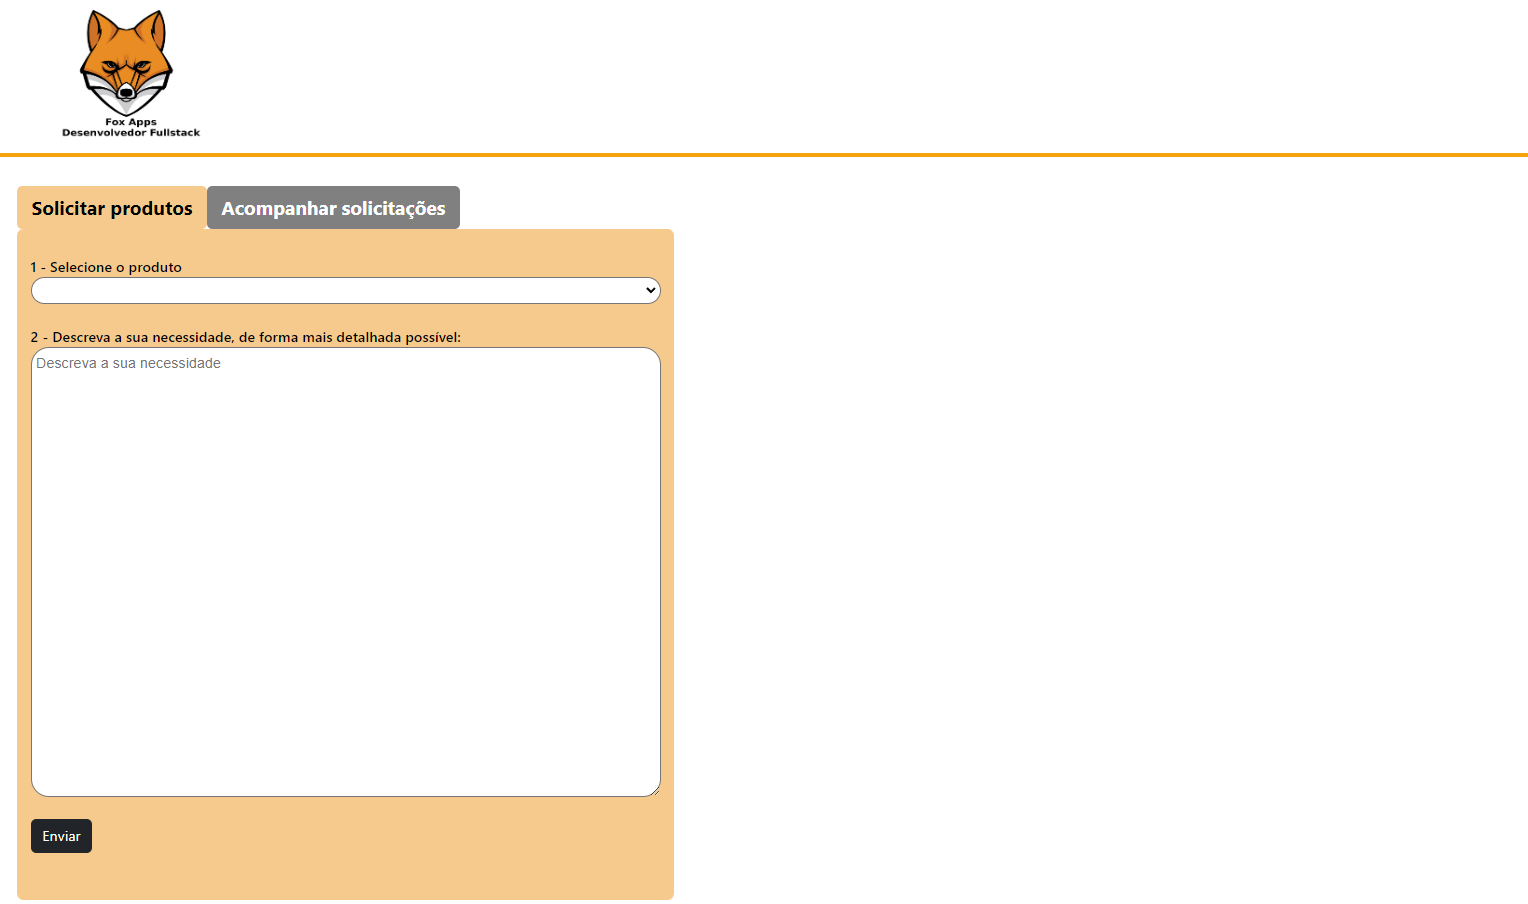 Fox Apps
Desenvolvedor Fullstack
Solicitar produtos
Acompanhar solicitações
1 - Selecione o produto
2 - Descreva a sua necessidade, de forma mais detalhada possível:
Descreva a sua necessidade
Enviar